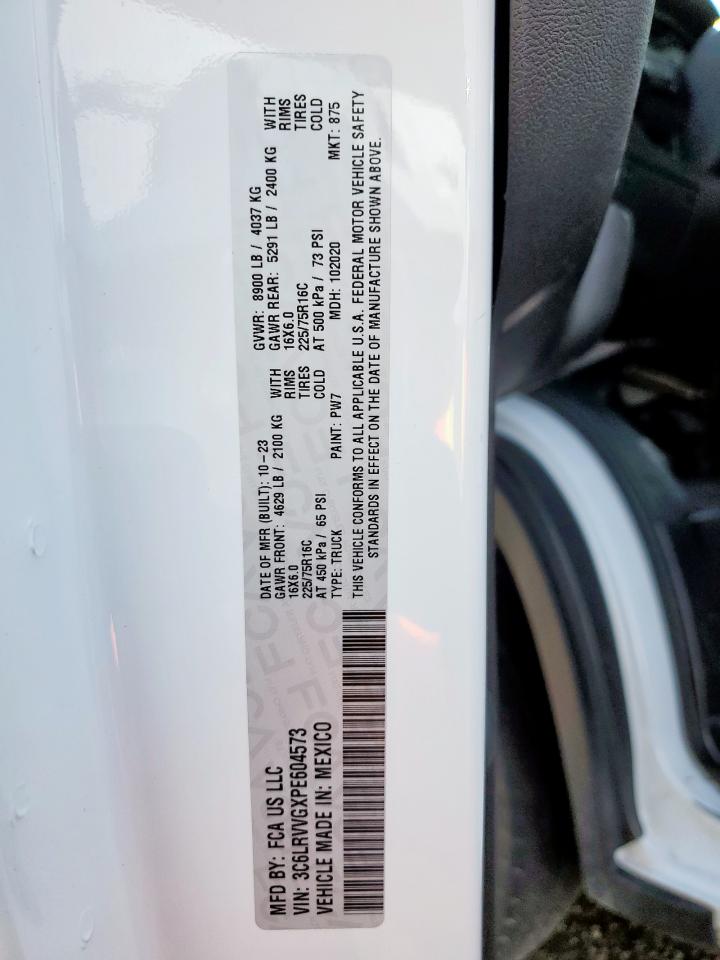 MFD BY: FCA US LLC
VIN: 3C6LRVVGXPE604573
VEHICLE MADE IN: MEXICO
DATE OF MFR (BUILT): 10-23
GVWR: 8900 LB / 4037 KG
GAWR FRONT: 4629 LB / 2100 KG WITH
16X6.0 RIMS
225/75R16C TIRES
AT 450 kPa / 65 PSI COLD
GAWR REAR: 5291 LB / 2400 KG WITH
16X6.0 RIMS
225/75R16C TIRES
AT 500 kPa / 73 PSI COLD
TYPE: TRUCK PAINT: PW7 MDH: 102020 MKT: 875
THIS VEHICLE CONFORMS TO ALL APPLICABLE U.S.A. FEDERAL MOTOR VEHICLE SAFETY
STANDARDS IN EFFECT ON THE DATE OF MANUFACTURE SHOWN ABOVE.